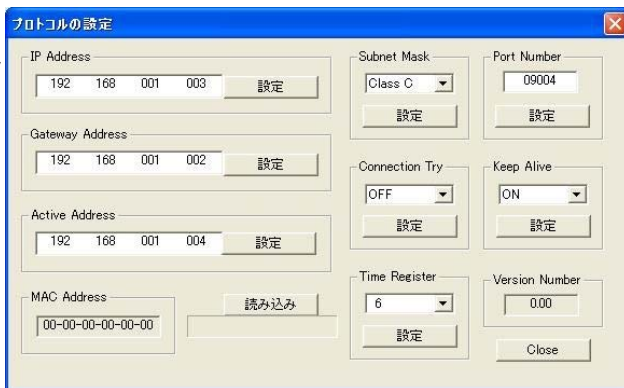 プロトコルの設定
IP Address
192 168 001 003 設定
Gateway Address
192 168 001 002 設定
Active Address
192 168 001 004 設定
MAC Address
00-00-00-00-00-00
読み込み
Subnet Mask
Class C
設定
Port Number
09004
設定
Connection Try
OFF
設定
Keep Alive
ON
設定
Time Register
6
設定
Version Number
0.00
Close